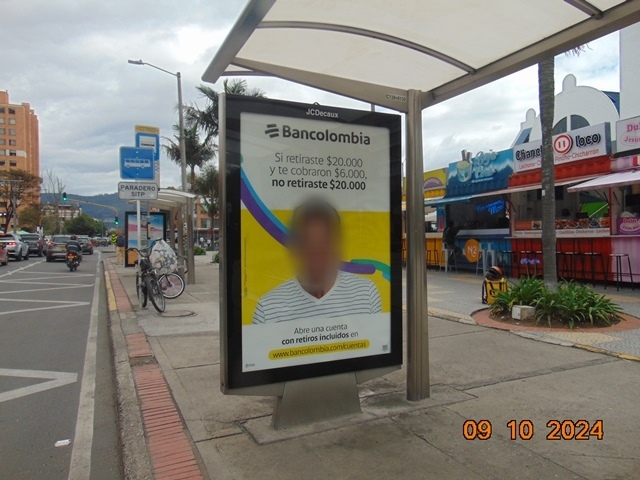 JCDecaux
Bancolombia
Si retiraste $20.000
y te cobraron $6.000,
no retiraste $20.000
Abre una cuenta
con retiros incluidos en
www.bancolombia.com/cuentas
PARADERO
SITP
loco
09 10 2024